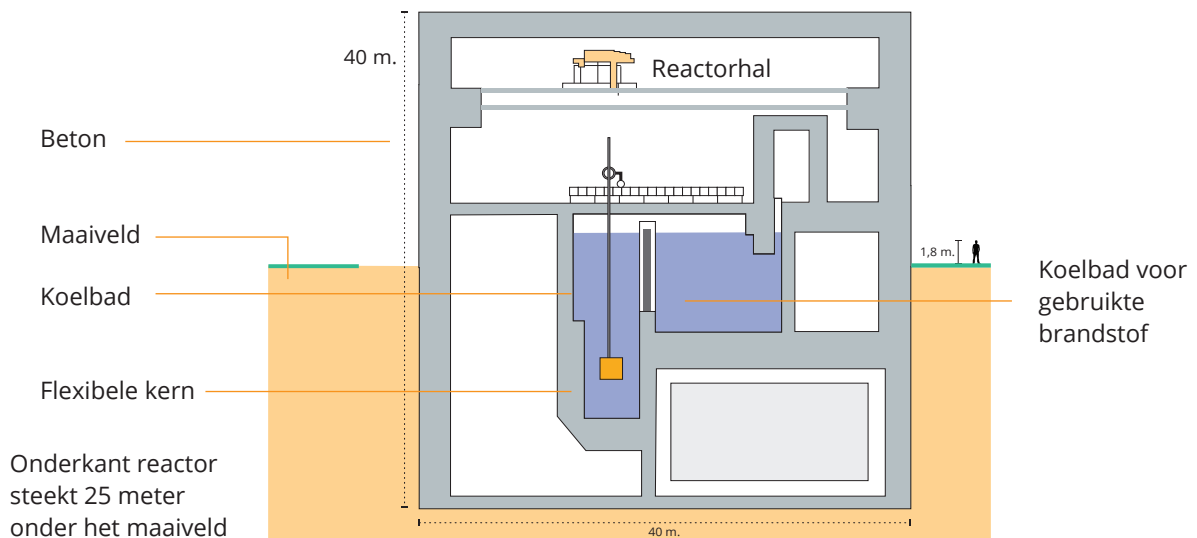 40 m.
Reactorhal
Beton
Maaiveld
Koelbad
Flexibele kern
Onderkant reactor
steekt 25 meter
onder het maaiveld
1,8 m.
Koelbad voor
gebruikte
brandstof
40 m.